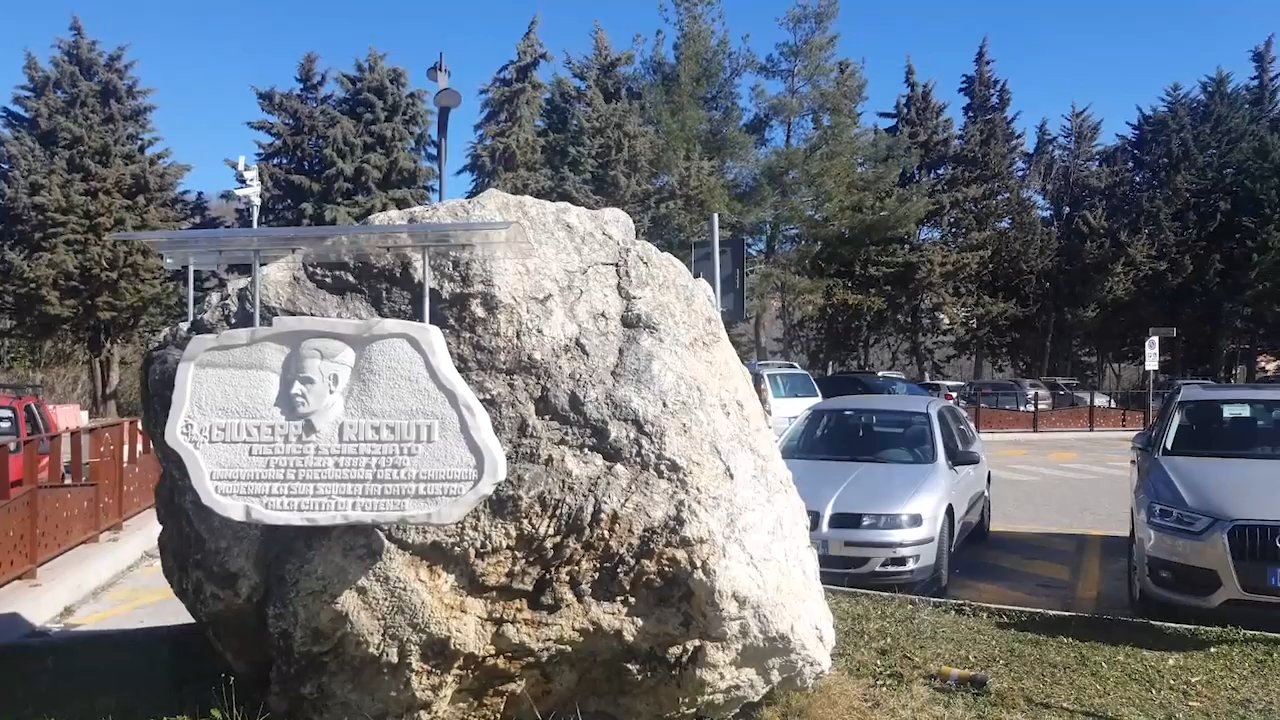 GIUSEPPE RICCIUTI
MEDICO SCIENZIATO
POTENZA 1888-1940
INNOVATORE E PRECURSORE DELLA CHIRURGIA
MODERNA LA SUA SCUOLA HA DATO LUSTRO
ALLA CITTÀ DI POTENZA